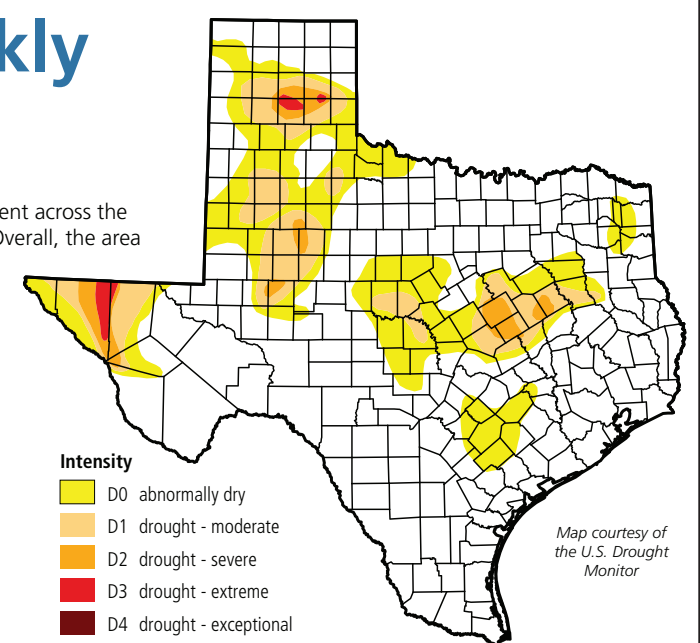 kly
ent across the
Overall, the area
Intensity
D0 abnormally dry
D1 drought - moderate
D2 drought - severe
D3 drought - extreme
D4 drought - exceptional
Map courtesy of
the U.S. Drought
Monitor